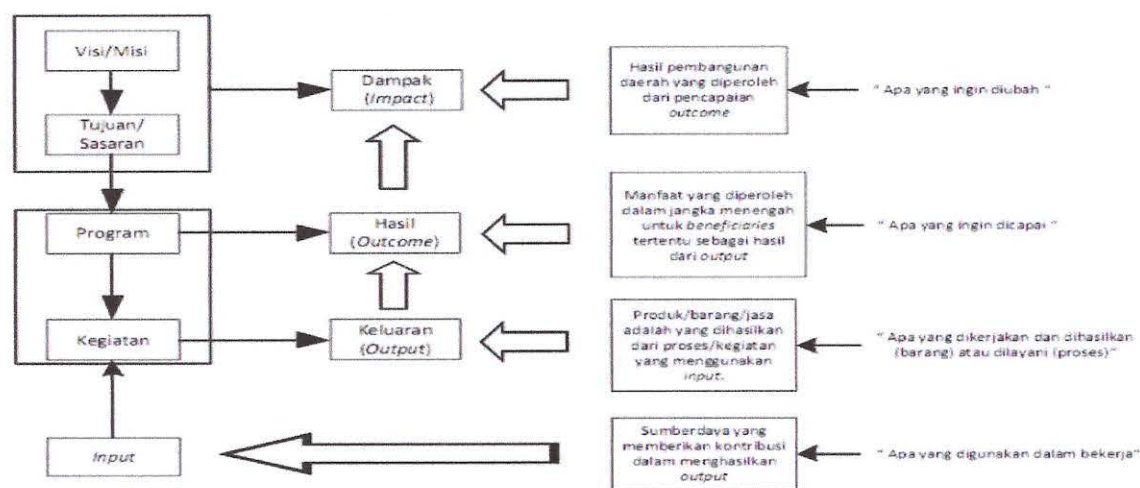 Visi/Misi
Tujuan/
Sasaran
Program
Kegiatan
Input
Dampak
(Impact)
Hasil
(Outcome)
Keluaran
(Output)
Hasil pembangunan
daerah yang diperoleh
dari pencapaian
outcome
Manfaat yang diperoleh
dalam jangka menengah
untuk beneficiaries
tertentu sebagai hasil
dari output
Produk/barang/jasa
adalah yang dihasilkan
dari proses/kegiatan
yang menggunakan
input.
Sumberdaya yang
memberikan kontribusi
dalam menghasilkan
output
" Apa yang ingin diubah "
" Apa yang ingin dicapai "
" Apa yang dikerjakan dan dihasilkan
(barang) atau dilayani (proses)"
" Apa yang digunakan dalam bekerja"